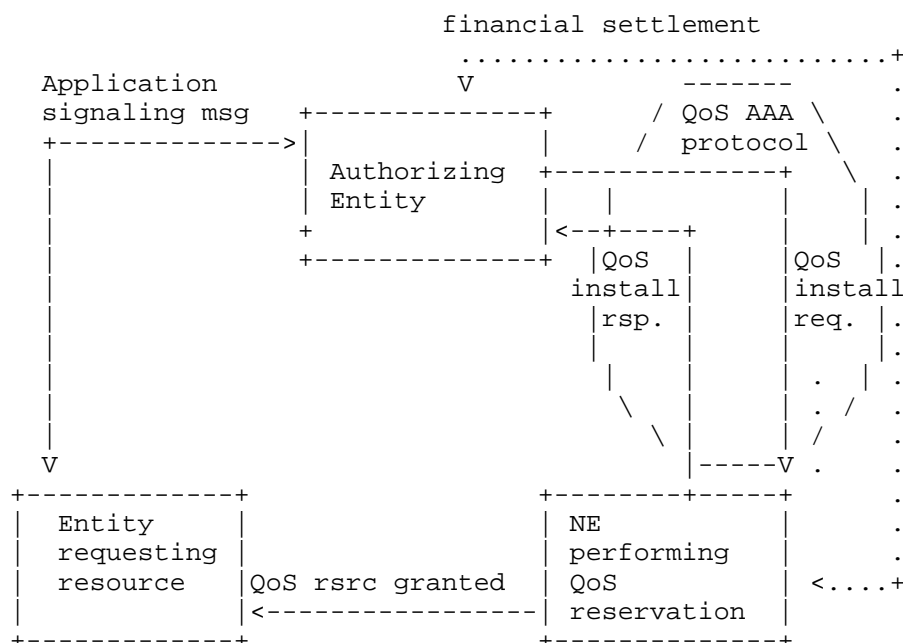 financial settlement
Application
signaling msg
QoS AAA
protocol
Authorizing
Entity
QoS
install
rsp.
QoS
install
req.
Entity
requesting
resource
QoS rsrc granted
NE
performing
QoS
reservation